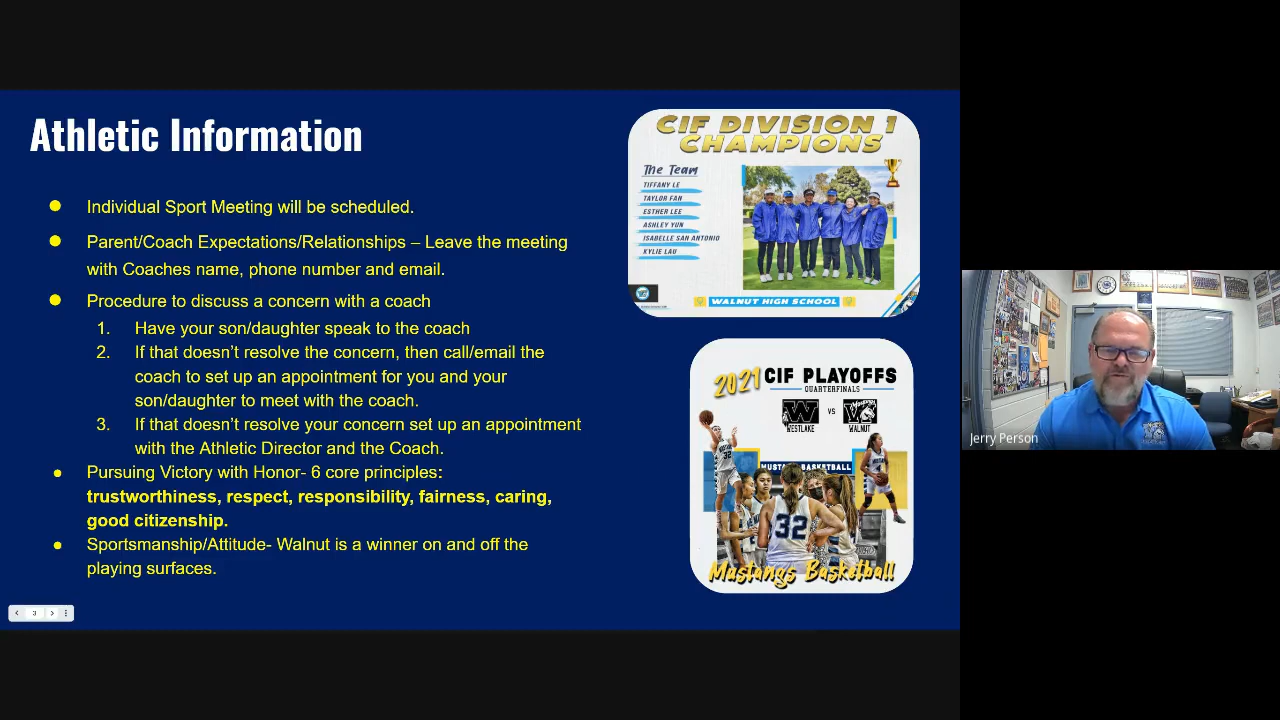 Athletic Information
● Individual Sport Meeting will be scheduled.
● Parent/Coach Expectations/Relationships – Leave the meeting
with Coaches name, phone number and email.
● Procedure to discuss a concern with a coach
1. Have your son/daughter speak to the coach
2. If that doesn’t resolve the concern, then call/email the
coach to set up an appointment for you and your
son/daughter to meet with the coach.
3. If that doesn’t resolve your concern set up an appointment
with the Athletic Director and the Coach.
● Pursuing Victory with Honor- 6 core principles:
trustworthiness, respect, responsibility, fairness, caring,
good citizenship.
● Sportsmanship/Attitude- Walnut is a winner on and off the
playing surfaces.
3
CIF DIVISION 1
CHAMPIONS
The Team
TIFFANY LE
TAYLOR FAN
ESTHER LEE
ASHLEY YUN
ISABELLE SAN ANTONIO
KYLIE LAU
WALNUT HIGH SCHOOL
2021 CIF PLAYOFFS
QUARTERFINALS
WESTLAKE VS WALNUT
MUSTANGS BASKETBALL
32
Mustangs Basketball
Jerry Person